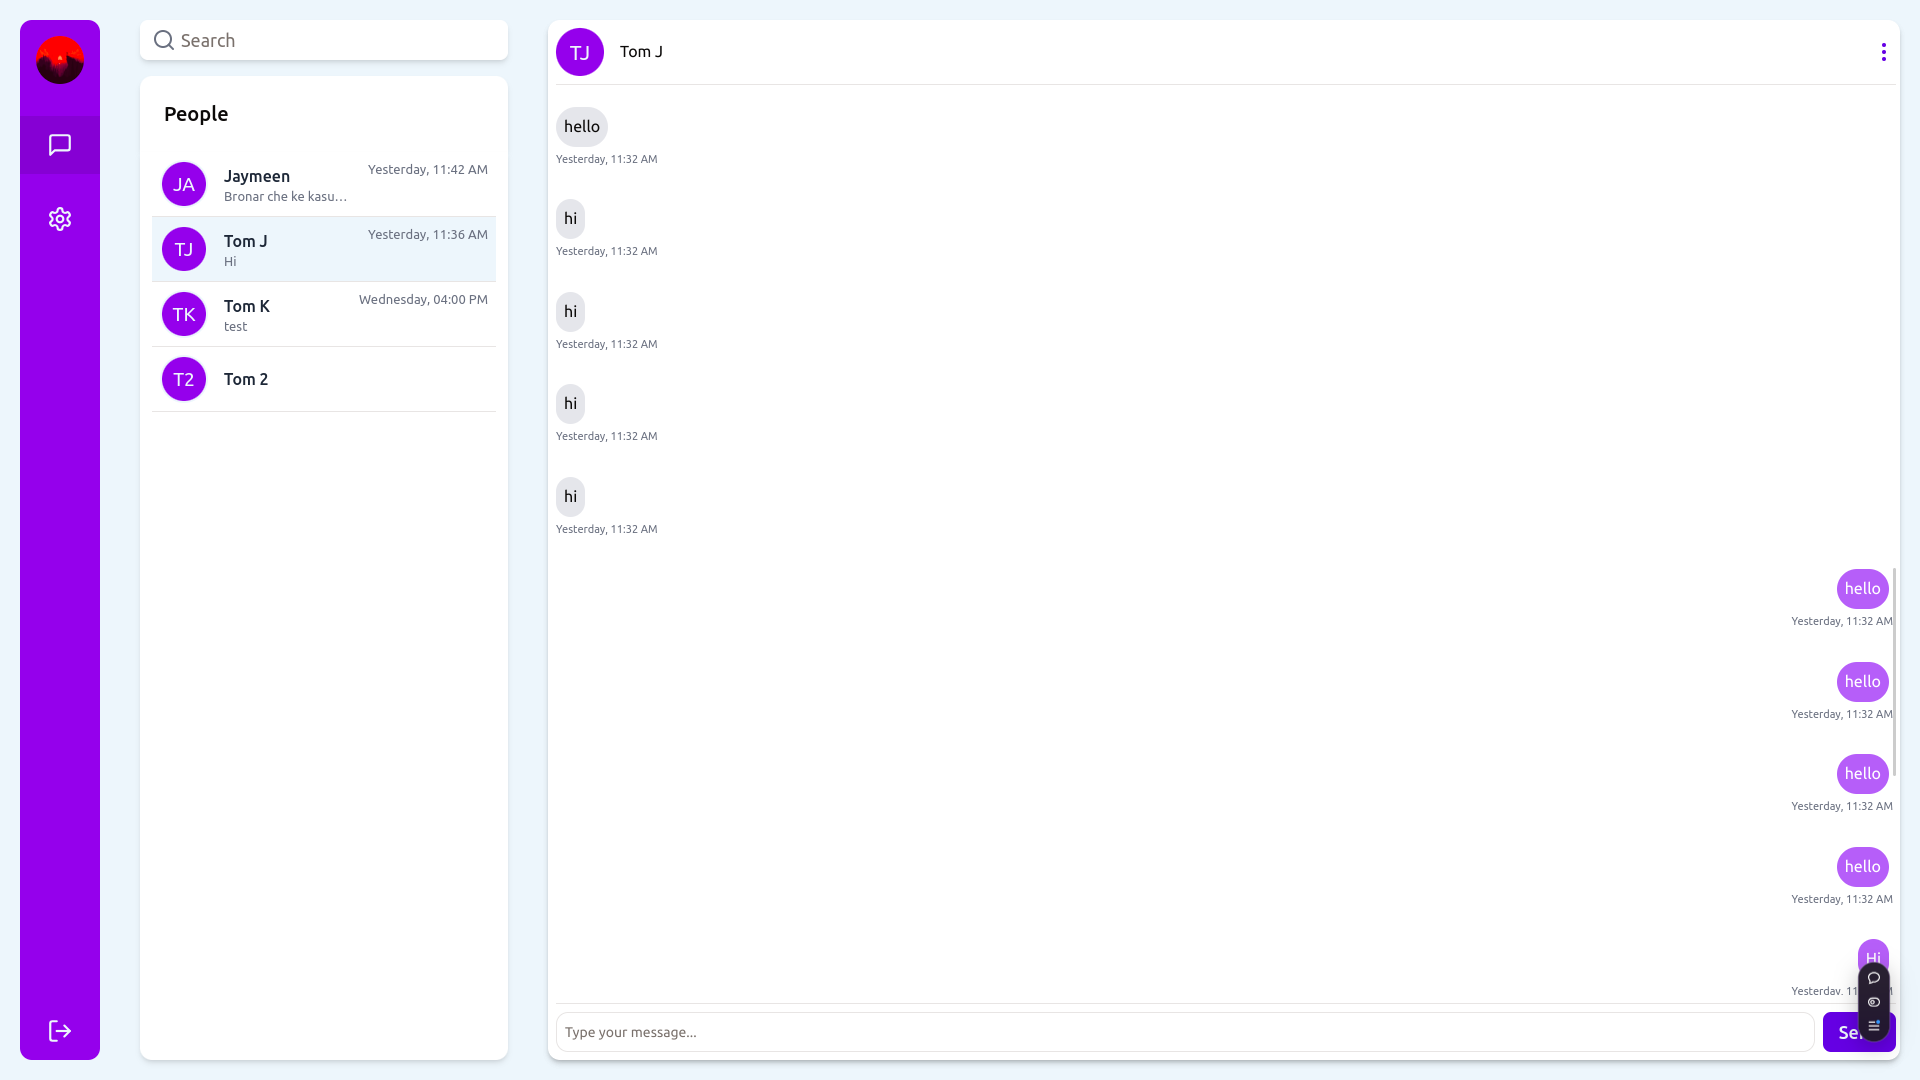 Search
People
JA
Jaymeen
Yesterday, 11:42 AM
Bronar che ke kasu...
TJ
Tom J
Yesterday, 11:36 AM
Hi
TK
Tom K
Wednesday, 04:00 PM
test
T2
Tom 2
TJ
Tom J
hello
Yesterday, 11:32 AM
hi
Yesterday, 11:32 AM
hi
Yesterday, 11:32 AM
hi
Yesterday, 11:32 AM
hi
Yesterday, 11:32 AM
hello
Yesterday, 11:32 AM
hello
Yesterday, 11:32 AM
hello
Yesterday, 11:32 AM
hello
Yesterday, 11:32 AM
Hi
Yesterday,
Type your message...